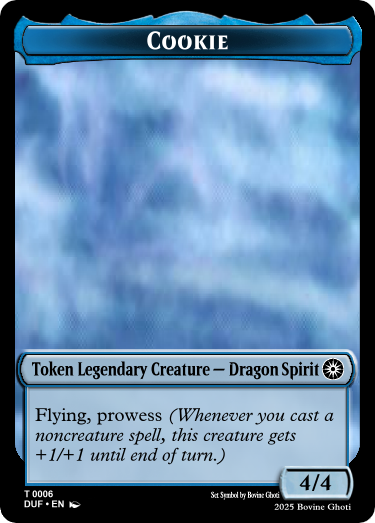 Cookie
Token Legendary Creature — Dragon Spirit
Flying, prowess (Whenever you cast a
noncreature spell, this creature gets
+1/+1 until end of turn.)
4/4
T 0006
Set Symbol by Bovine Ghoti
DUF • EN
2025 Bovine Ghoti